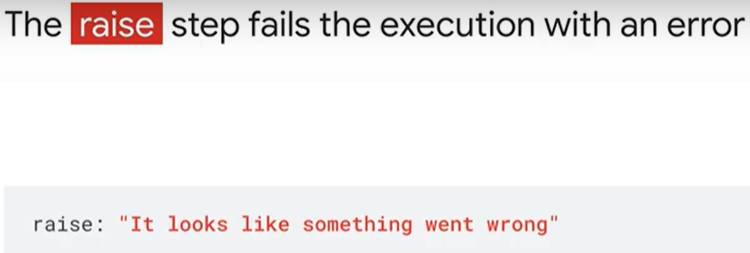 The raise step fails the execution with an error
raise: "It looks like something went wrong"